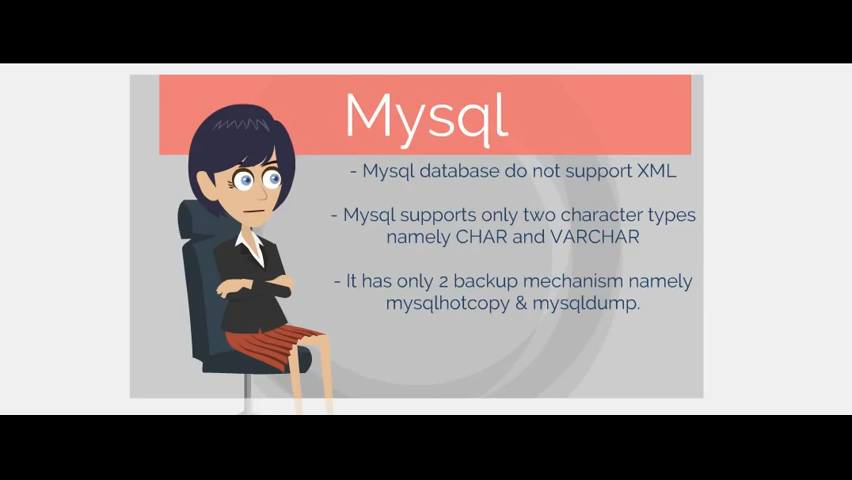 Mysql
- Mysql database do not support XML
- Mysql supports only two character types
namely CHAR and VARCHAR
- It has only 2 backup mechanism namely
mysqlhotcopy & mysqldump.